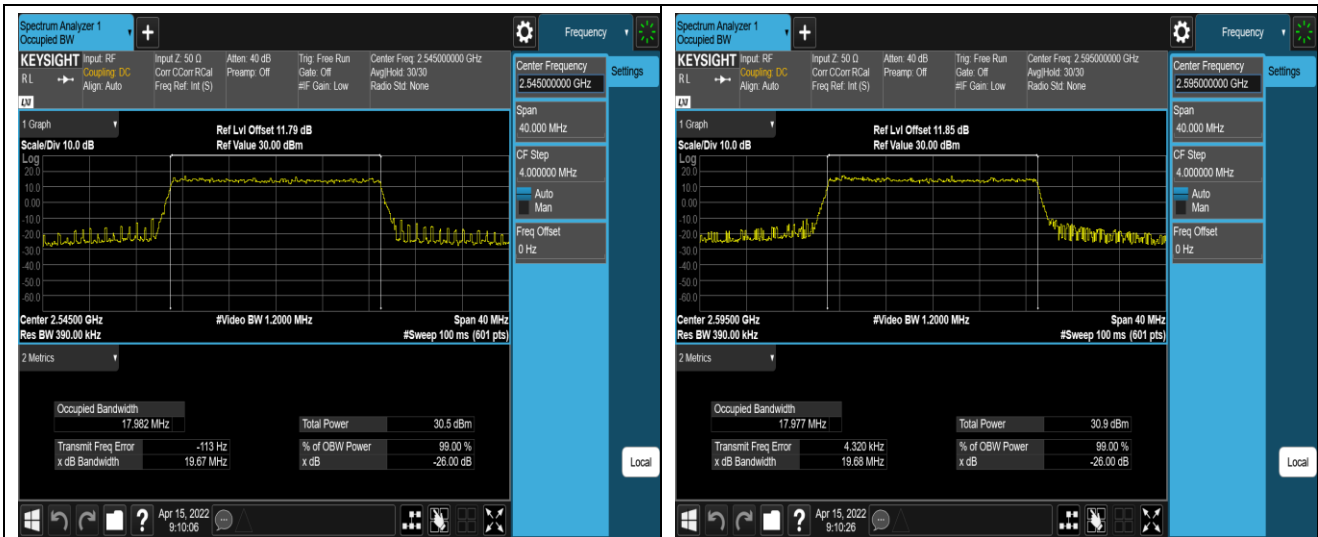 Spectrum Analyzer 1
Occupied BW
+
Frequency
KEYSIGHT Input: RF Input Z: 50 Ω Atten: 40 dB Trig: Free Run Center Freq: 2.545000000 GHz
RL Coupling: DC Corr CCorr RCal Preamp: Off Gate: Off Avg|Hold: 30/30
Align: Auto Freq Ref: Int (S) #IF Gain: Low Radio Std: None
LXI
Center Frequency
2.545000000 GHz
Settings
Span
40.000 MHz
CF Step
4.000000 MHz
Auto
Man
Freq Offset
0 Hz
1 Graph
Ref Lvl Offset 11.79 dB
Scale/Div 10.0 dB Ref Value 30.00 dBm
Log
20.0
10.0
0.00
-10.0
-20.0
-30.0
-40.0
-50.0
-60.0
Center 2.54500 GHz #Video BW 1.2000 MHz Span 40 MHz
Res BW 390.00 kHz #Sweep 100 ms (601 pts)
2 Metrics
Occupied Bandwidth
17.982 MHz Total Power 30.5 dBm
Transmit Freq Error -113 Hz % of OBW Power 99.00 %
x dB Bandwidth 19.67 MHz x dB -26.00 dB
Local
? Apr 15, 2022
9:10:06
Spectrum Analyzer 1
Occupied BW
+
Frequency
KEYSIGHT Input: RF Input Z: 50 Ω Atten: 40 dB Trig: Free Run Center Freq: 2.595000000 GHz
RL Coupling: DC Corr CCorr RCal Preamp: Off Gate: Off Avg|Hold: 30/30
Align: Auto Freq Ref: Int (S) #IF Gain: Low Radio Std: None
LXI
Center Frequency
2.595000000 GHz
Settings
Span
40.000 MHz
CF Step
4.000000 MHz
Auto
Man
Freq Offset
0 Hz
1 Graph
Ref Lvl Offset 11.85 dB
Scale/Div 10.0 dB Ref Value 30.00 dBm
Log
20.0
10.0
0.00
-10.0
-20.0
-30.0
-40.0
-50.0
-60.0
Center 2.59500 GHz #Video BW 1.2000 MHz Span 40 MHz
Res BW 390.00 kHz #Sweep 100 ms (601 pts)
2 Metrics
Occupied Bandwidth
17.977 MHz Total Power 30.9 dBm
Transmit Freq Error 4.320 kHz % of OBW Power 99.00 %
x dB Bandwidth 19.68 MHz x dB -26.00 dB
Local
? Apr 15, 2022
9:10:26